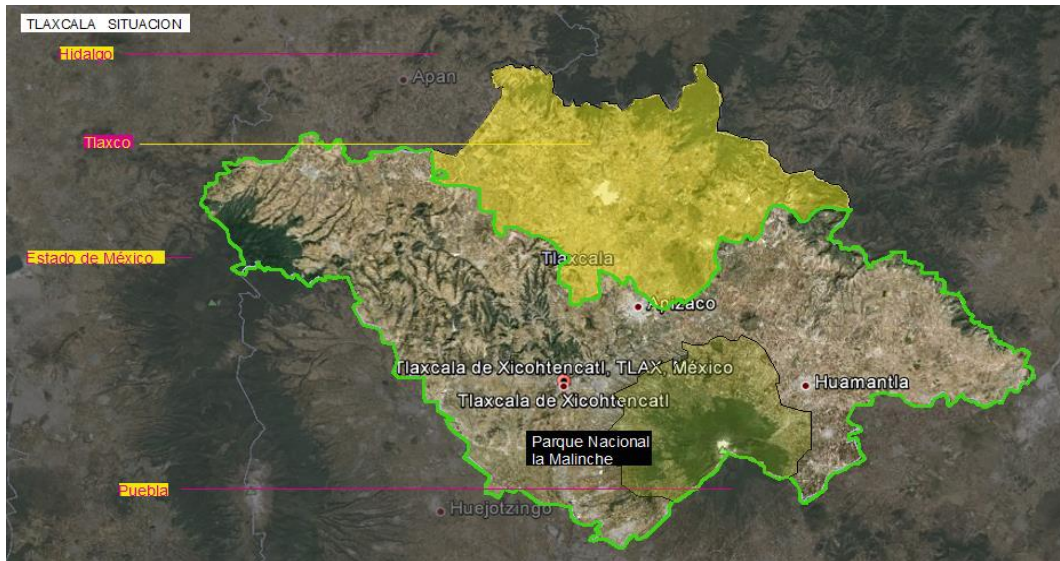 TLAXCALA SITUACION
Hidalgo
Apan
Tlaxco
Estado de México
Tlaxcala
Apizaco
Tlaxcala de Xicohtencatl, TLAX, México
Huamantla
Tlaxcala de Xicohtencatl
Parque Nacional
la Malinche
Puebla
Huejotzingo